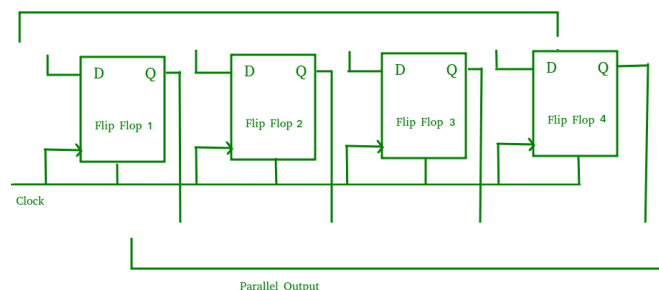 D Q
Flip Flop 1
D Q
Flip Flop 2
D Q
Flip Flop 3
D Q
Flip Flop 4
Clock
Parallel Output